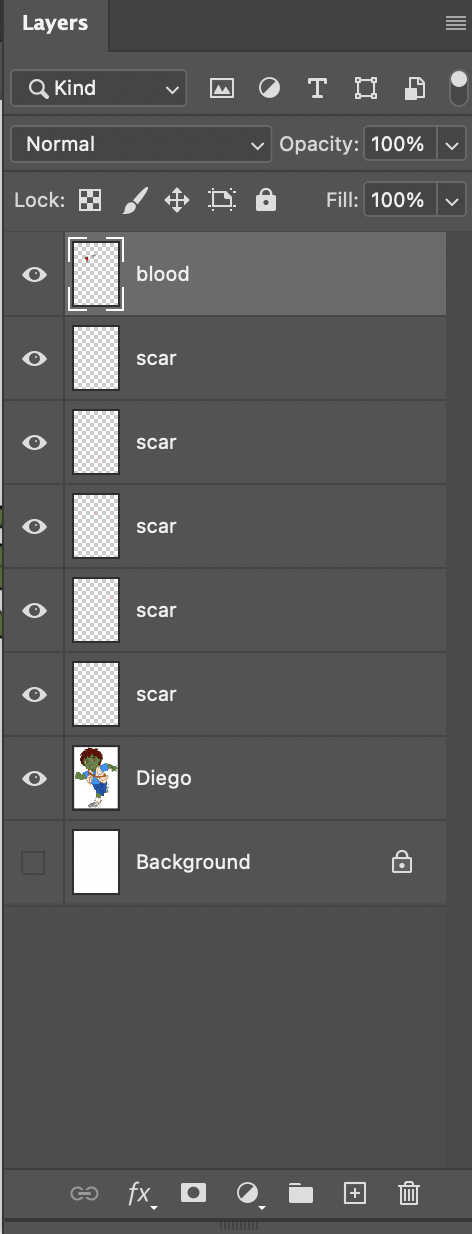 Layers
Kind
T
Normal Opacity: 100%
Lock: Fill: 100%
blood
scar
scar
scar
scar
scar
Diego
Background
fx